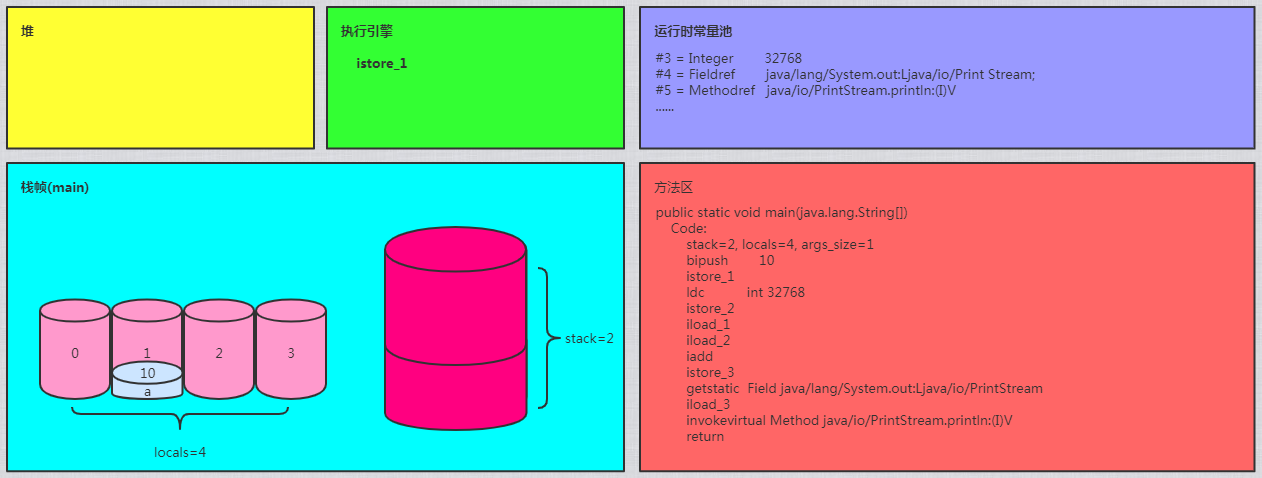 堆
执行引擎
istore_1
运行时常量池
#3 = Integer 32768
#4 = Fieldref java/lang/System.out:Ljava/io/Print Stream;
#5 = Methodref java/io/PrintStream.println:(I)V
......
栈帧(main)
0
1
2
3
10
a
locals=4
stack=2
方法区
public static void main(java.lang.String[])
Code:
stack=2, locals=4, args_size=1
bipush 10
istore_1
ldc int 32768
istore_2
iload_1
iload_2
iadd
istore_3
getstatic Field java/lang/System.out:Ljava/io/PrintStream
iload_3
invokevirtual Method java/io/PrintStream.println:(I)V
return